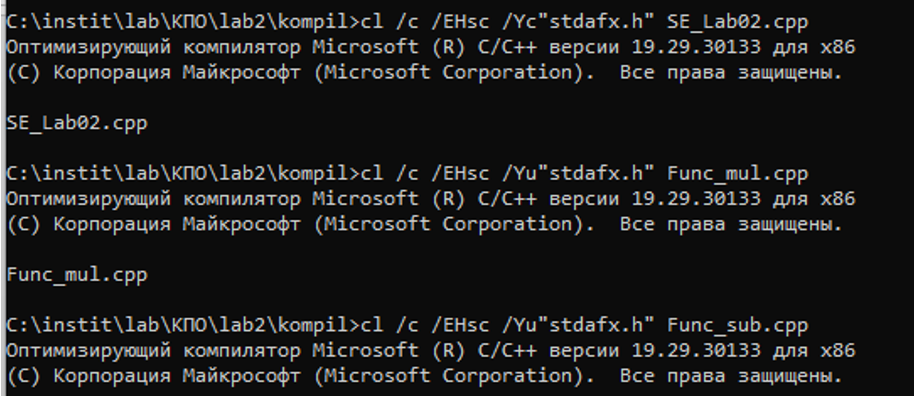 C:\instit\lab\КПО\lab2\kompil>cl /c /EHsc /Yc"stdafx.h" SE_Lab02.cpp
Оптимизирующий компилятор Microsoft (R) C/C++ версии 19.29.30133 для x86
(C) Корпорация Майкрософт (Microsoft Corporation).  Все права защищены.
SE_Lab02.cpp
C:\instit\lab\КПО\lab2\kompil>cl /c /EHsc /Yu"stdafx.h" Func_mul.cpp
Оптимизирующий компилятор Microsoft (R) C/C++ версии 19.29.30133 для x86
(C) Корпорация Майкрософт (Microsoft Corporation).  Все права защищены.
Func_mul.cpp
C:\instit\lab\КПО\lab2\kompil>cl /c /EHsc /Yu"stdafx.h" Func_sub.cpp
Оптимизирующий компилятор Microsoft (R) C/C++ версии 19.29.30133 для x86
(C) Корпорация Майкрософт (Microsoft Corporation).  Все права защищены.